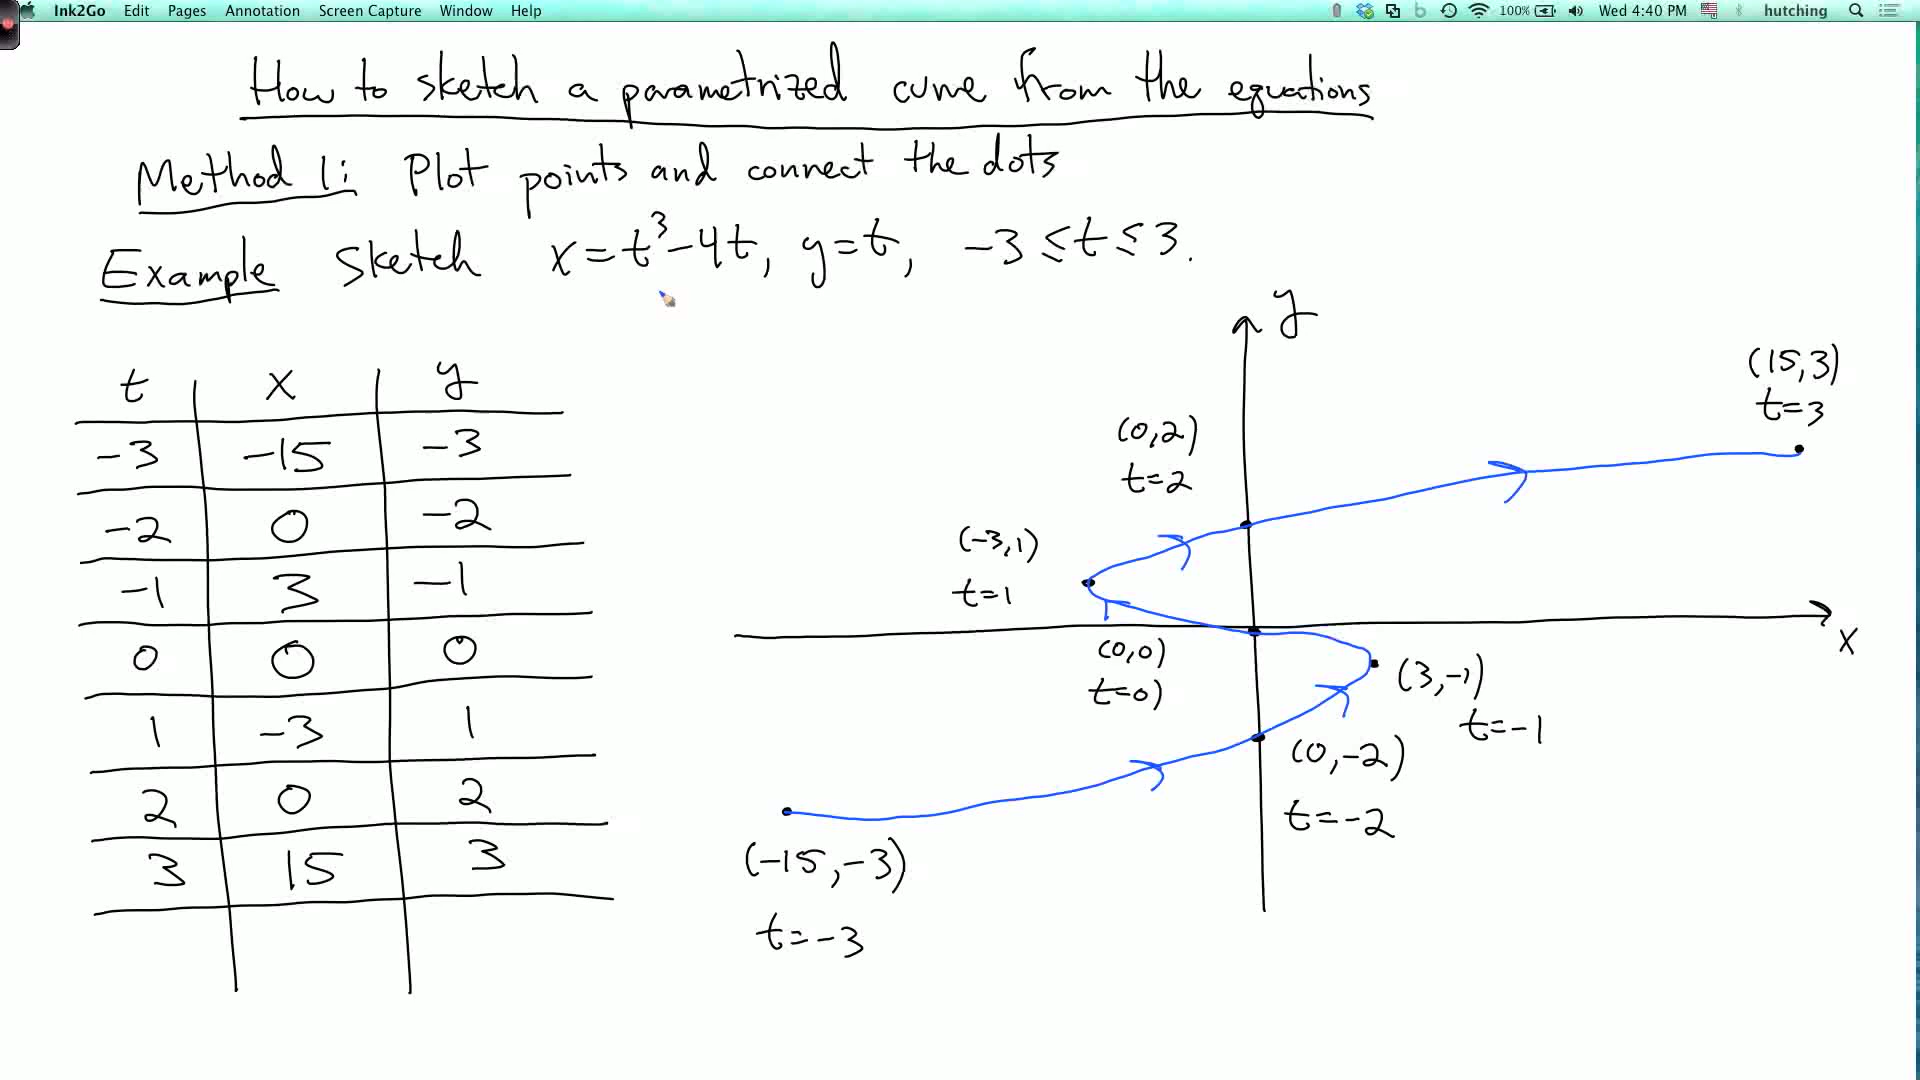 Ink2Go Edit Pages Annotation Screen Capture Window Help 100% Wed 4:40 PM hutching
How to sketch a parametrized curve from the equations
Method 1: Plot points and connect the dots
Example Sketch x=t³-4t, y=t, -3≤t≤3.
t x y
-3 -15 -3
-2 0 -2
-1 3 -1
0 0 0
1 -3 1
2 0 2
3 15 3
y
(15,3)
t=3
(0,2)
t=2
(-3,1)
t=1
x
(0,0)
t=0)
(3,-1)
t=-1
(0,-2)
t=-2
(-15,-3)
t=-3